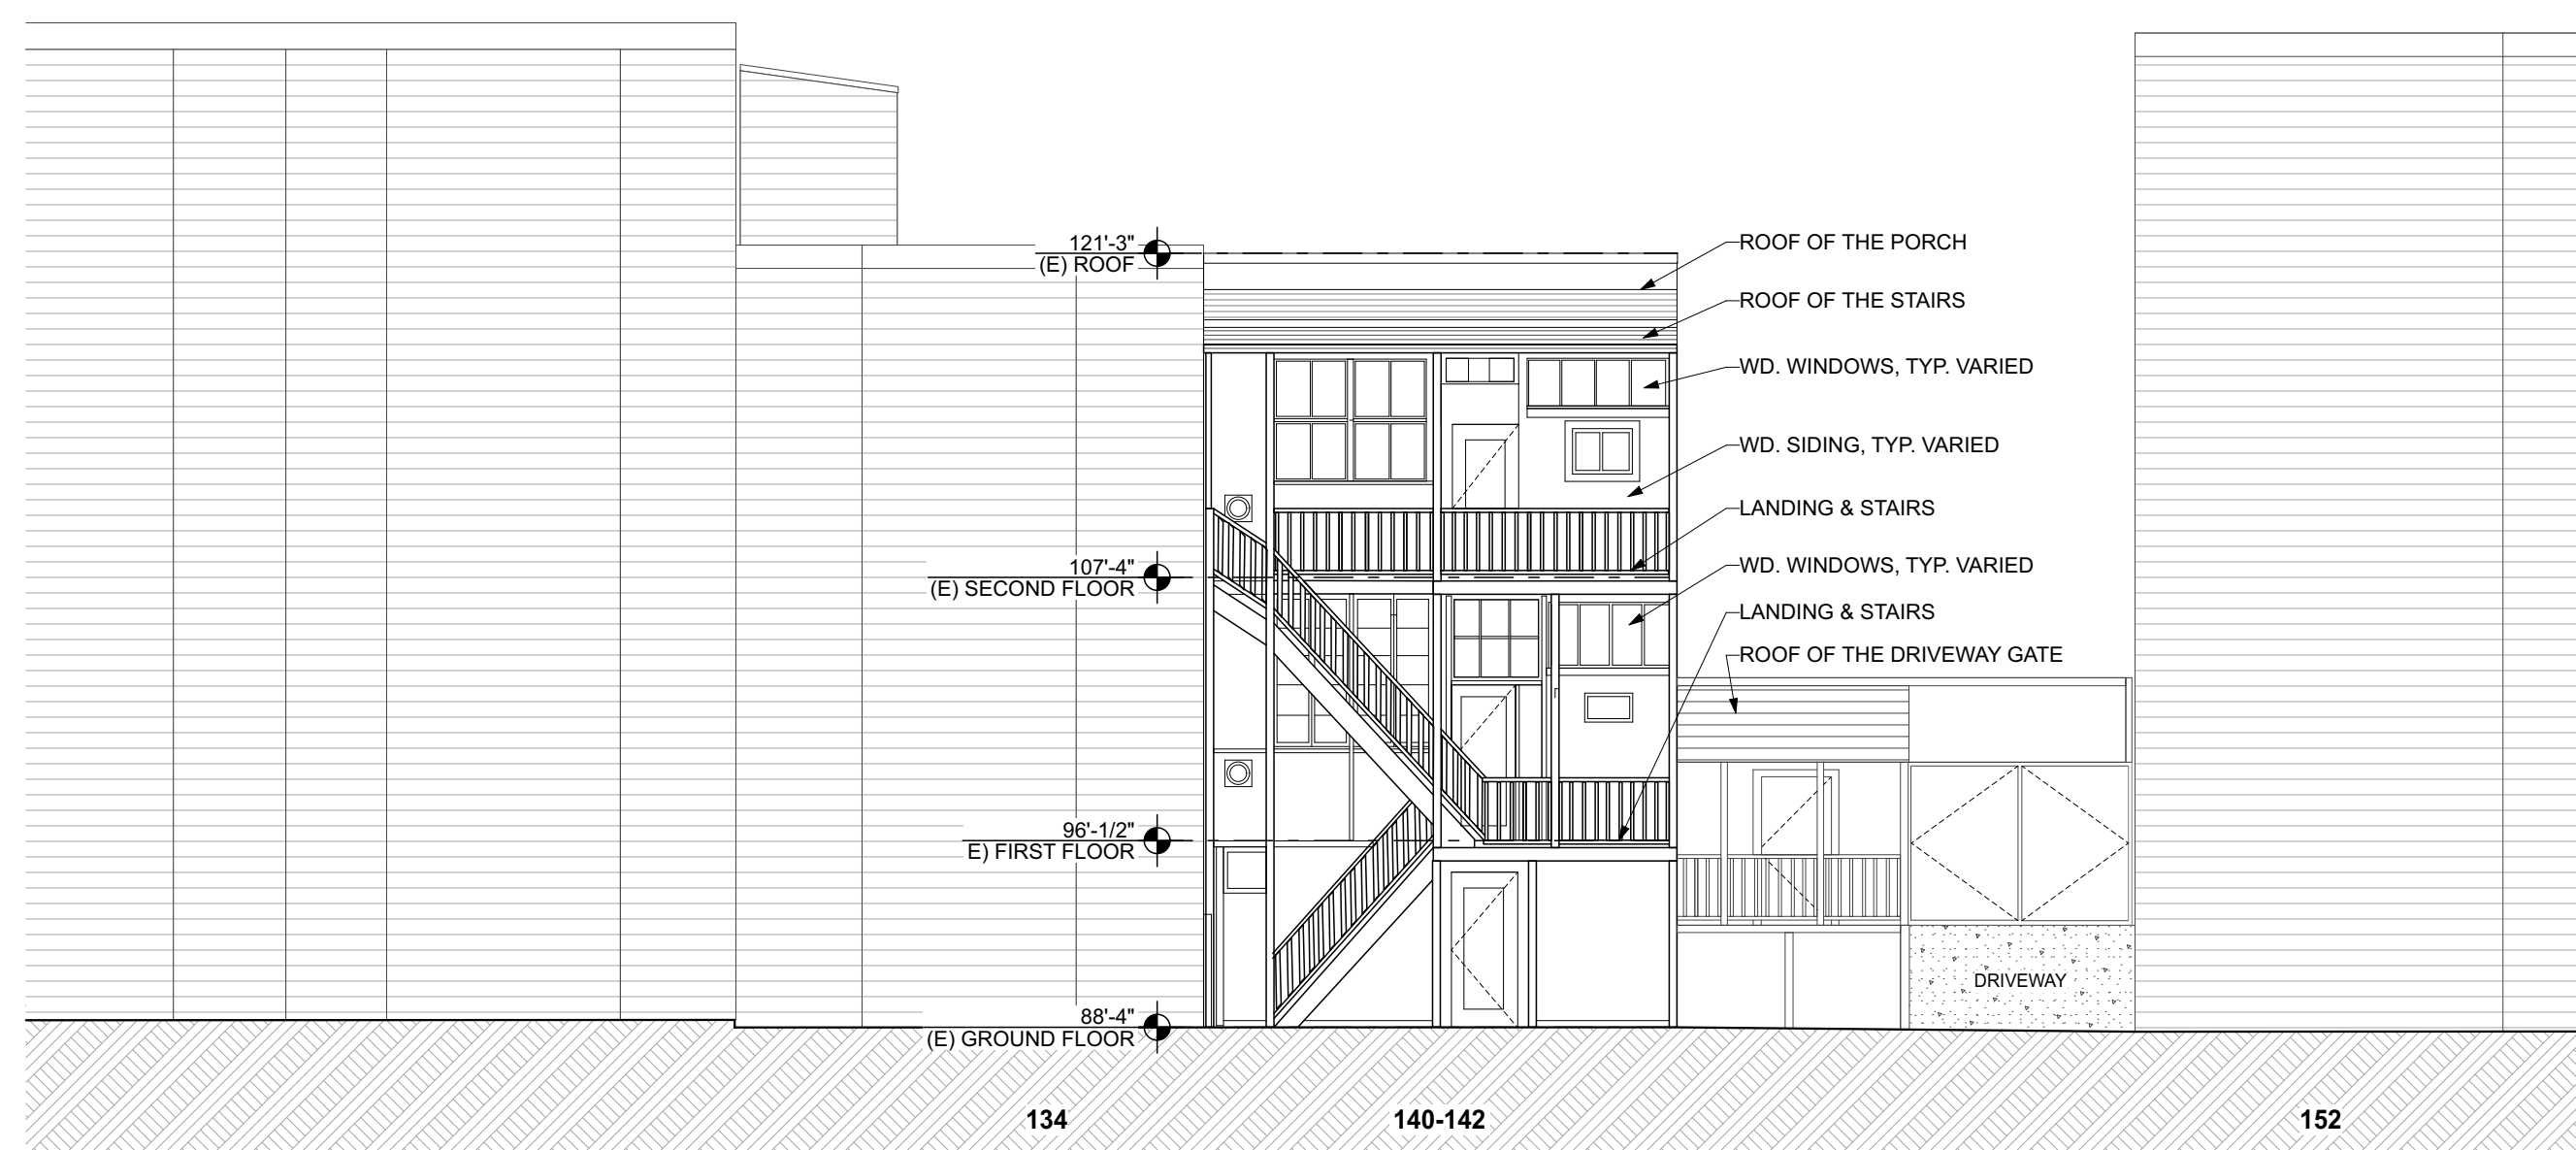 121'-3"
(E) ROOF
107'-4"
(E) SECOND FLOOR
96'-1/2"
E) FIRST FLOOR
88'-4"
(E) GROUND FLOOR
ROOF OF THE PORCH
ROOF OF THE STAIRS
WD. WINDOWS, TYP. VARIED
WD. SIDING, TYP. VARIED
LANDING & STAIRS
WD. WINDOWS, TYP. VARIED
LANDING & STAIRS
ROOF OF THE DRIVEWAY GATE
DRIVEWAY
134
140-142
152